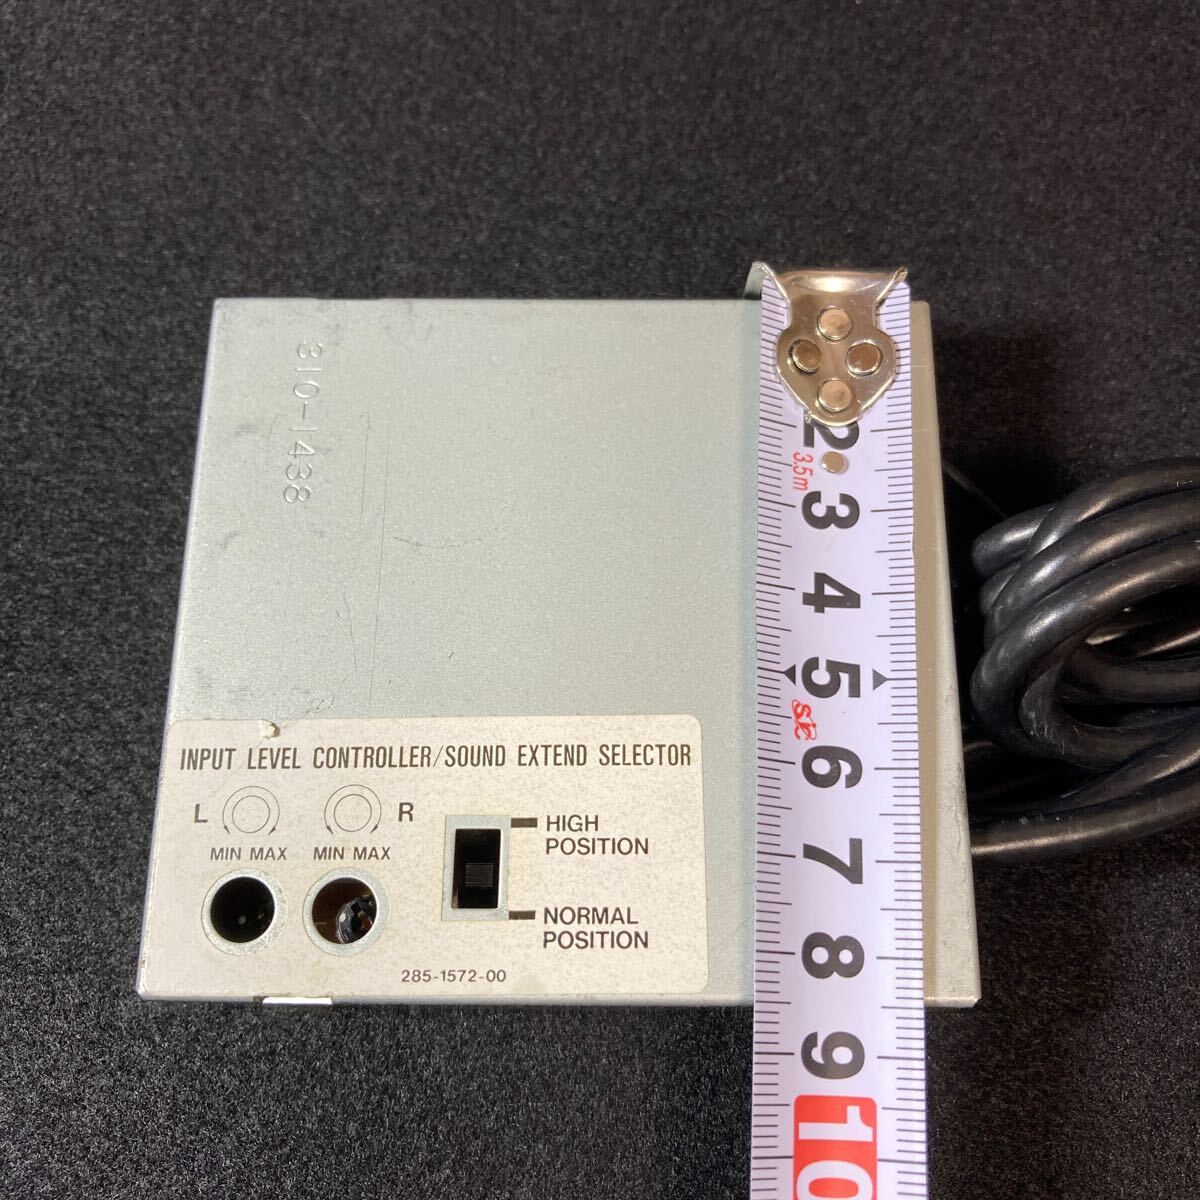 310-1438
INPUT LEVEL CONTROLLER/SOUND EXTEND SELECTOR
L R
MIN MAX MIN MAX
HIGH
POSITION
NORMAL
POSITION
285-1572-00
2
3.5m
3
4
5
sic
6
7
8
9
10